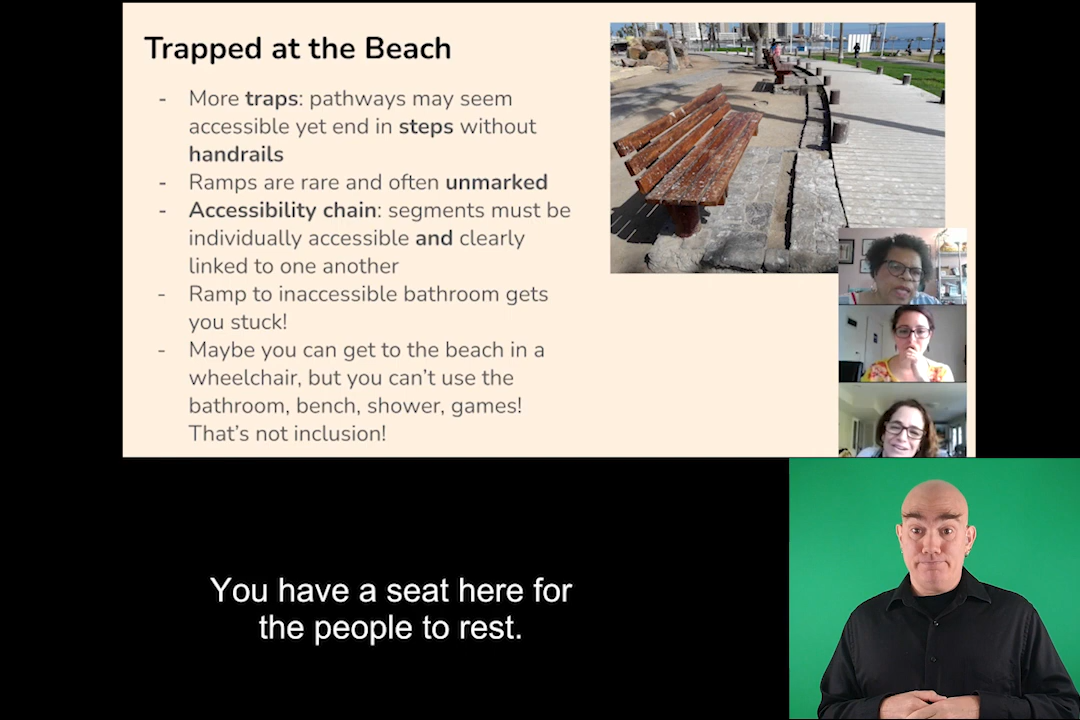 Trapped at the Beach
- More traps: pathways may seem
accessible yet end in steps without
handrails
- Ramps are rare and often unmarked
- Accessibility chain: segments must be
individually accessible and clearly
linked to one another
- Ramp to inaccessible bathroom gets
you stuck!
- Maybe you can get to the beach in a
wheelchair, but you can’t use the
bathroom, bench, shower, games!
That’s not inclusion!
You have a seat here for
the people to rest.